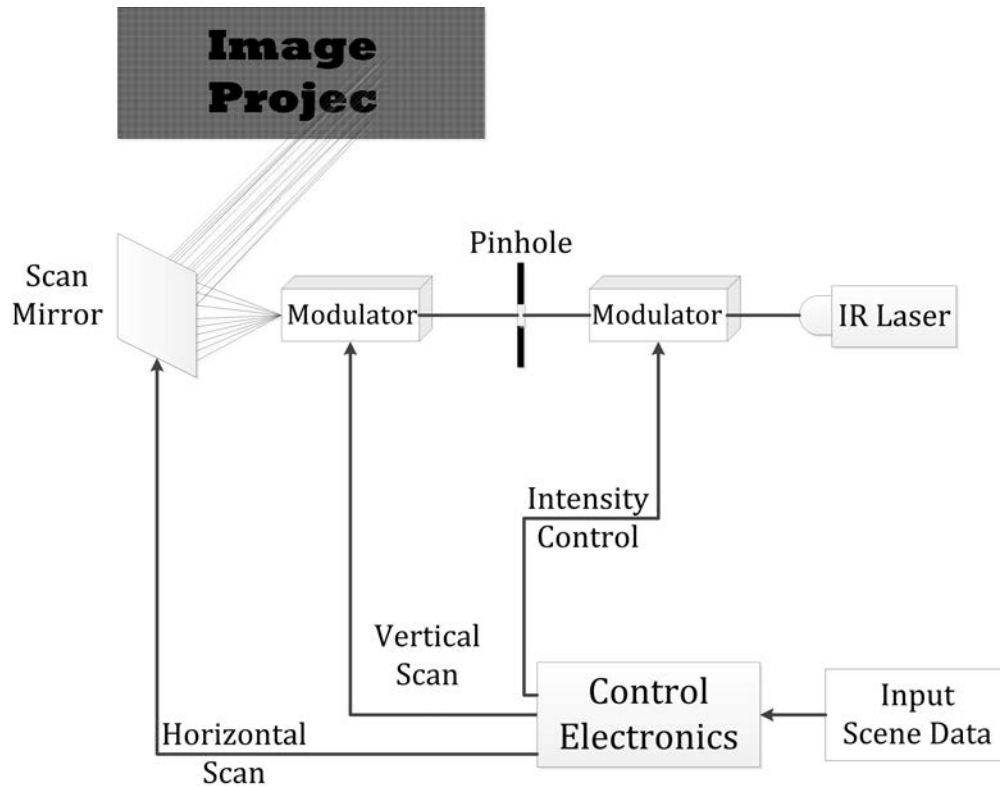 Image
Projec
Pinhole
Scan
Mirror
Modulator
Modulator
IR Laser
Intensity
Control
Vertical
Scan
Control
Electronics
Input
Scene Data
Horizontal
Scan